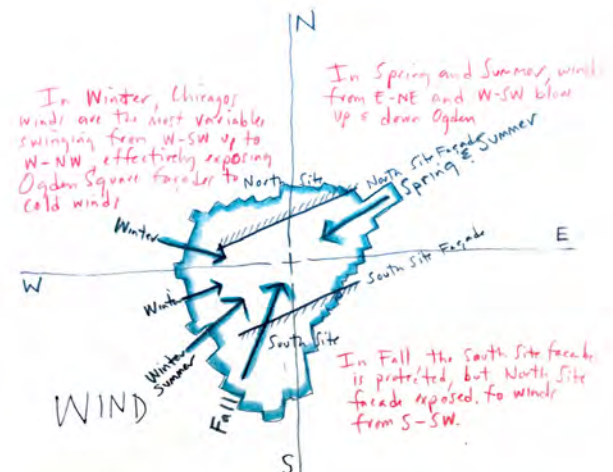 N
In Winter, Chicagos
winds are the most variable
swinging from W-SW up to
W-NW, effectively exposing
Ogden Square facades to
cold winds
In Spring and Summer, winds
from E-NE and W-SW blow
up & down Ogden
North Site
North Site Facade
Spring & Summer
Winter
E
W
South Site Façade
Winter
Winter
Summer
South Site
Fall
WIND
In Fall the South Site facade
is protected, but North Site
facade exposed, to winds
from S-SW.
S